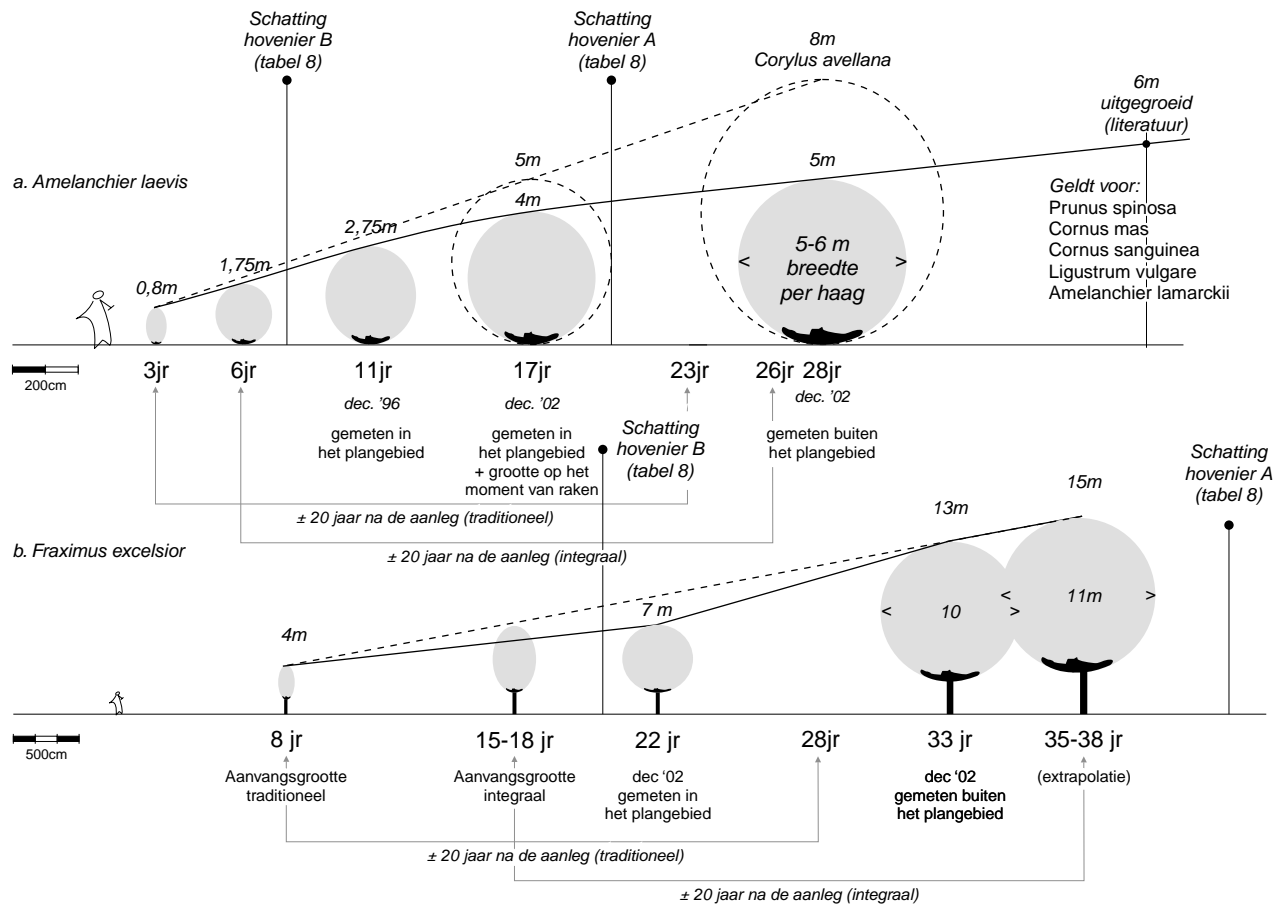 Schatting
hovenier B
(tabel 8)
Schatting
hovenier A
(tabel 8)
8m
Corylus avellana
6m
uitgegroeid
(literatuur)
a. Amelanchier laevis
0,8m
1,75m
2,75m
5m
4m
5m
5-6 m
< breedte >
per haag
Geldt voor:
Prunus spinosa
Cornus mas
Cornus sanguinea
Ligustrum vulgare
Amelanchier lamarckii
200cm
3jr
6jr
11jr
17jr
23jr
26jr
28jr
dec. '96
gemeten in
het plangebied
dec. '02
gemeten in
het plangebied
+ grootte op het
moment van raken
Schatting
hovenier B
(tabel 8)
dec. '02
gemeten buiten
het plangebied
± 20 jaar na de aanleg (traditioneel)
± 20 jaar na de aanleg (integraal)
Schatting
hovenier A
(tabel 8)
b. Fraximus excelsior
4m
7 m
13m
15m
< 10 >
< 11m >
500cm
8 jr
15-18 jr
22 jr
28jr
33 jr
35-38 jr
Aanvangsgrootte
traditioneel
Aanvangsgrootte
integraal
dec '02
gemeten in
het plangebied
dec '02
gemeten buiten
het plangebied
(extrapolatie)
± 20 jaar na de aanleg (traditioneel)
± 20 jaar na de aanleg (integraal)